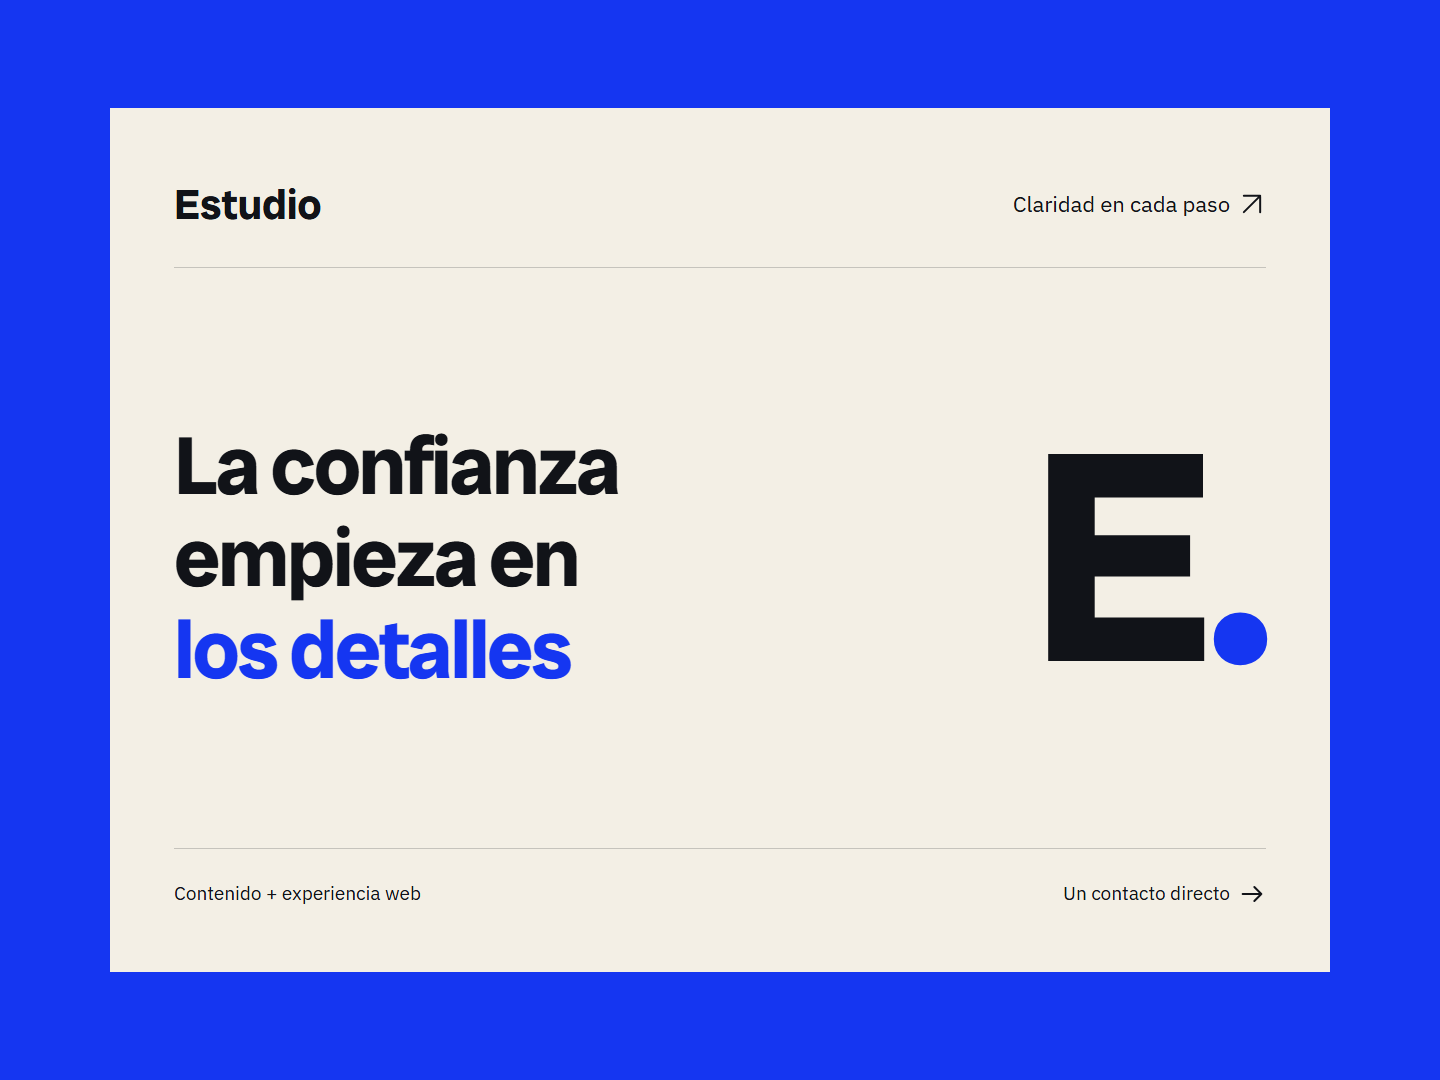 Estudio
Claridad en cada paso
La confianza
empieza en
los detalles
E.
Contenido + experiencia web
Un contacto directo